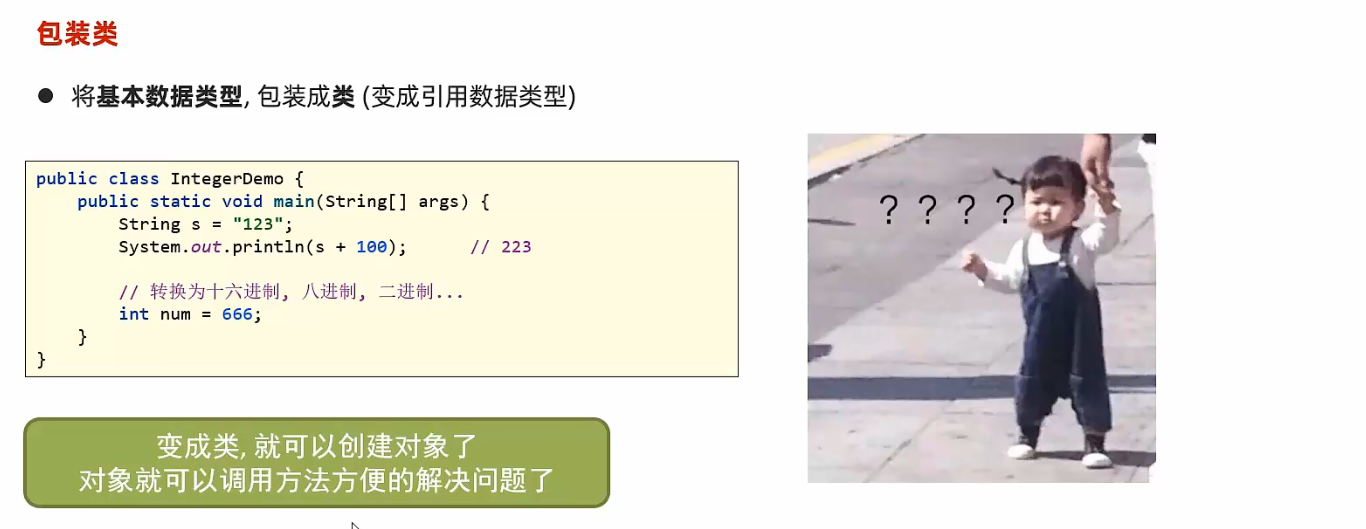 包装类
● 将基本数据类型, 包装成类 (变成引用数据类型)
public class IntegerDemo {
    public static void main(String[] args) {
        String s = "123";
        System.out.println(s + 100);      // 223
        // 转换为十六进制, 八进制, 二进制...
        int num = 666;
    }
}
? ? ? ?
变成类, 就可以创建对象了
对象就可以调用方法方便的解决问题了